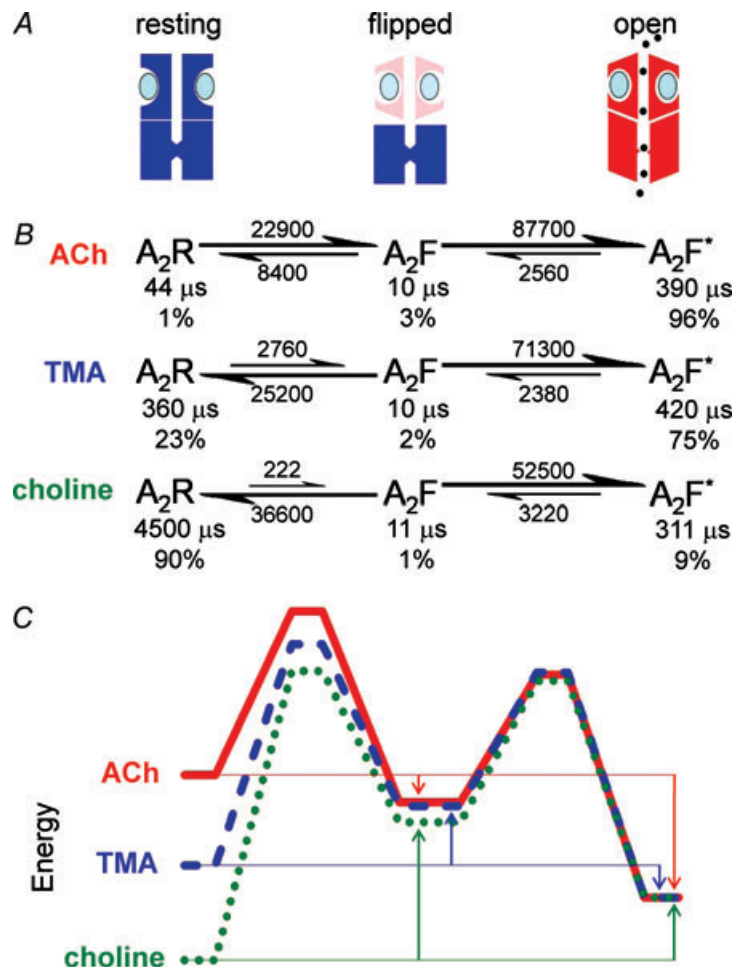 A resting flipped open
B
22900 87700
ACh A₂R A₂F A₂F*
8400 2560
44 μs 10 μs 390 μs
1% 3% 96%
2760 71300
TMA A₂R A₂F A₂F*
25200 2380
360 μs 10 μs 420 μs
23% 2% 75%
222 52500
choline A₂R A₂F A₂F*
36600 3220
4500 μs 11 μs 311 μs
90% 1% 9%
C
ACh
TMA
choline
Energy